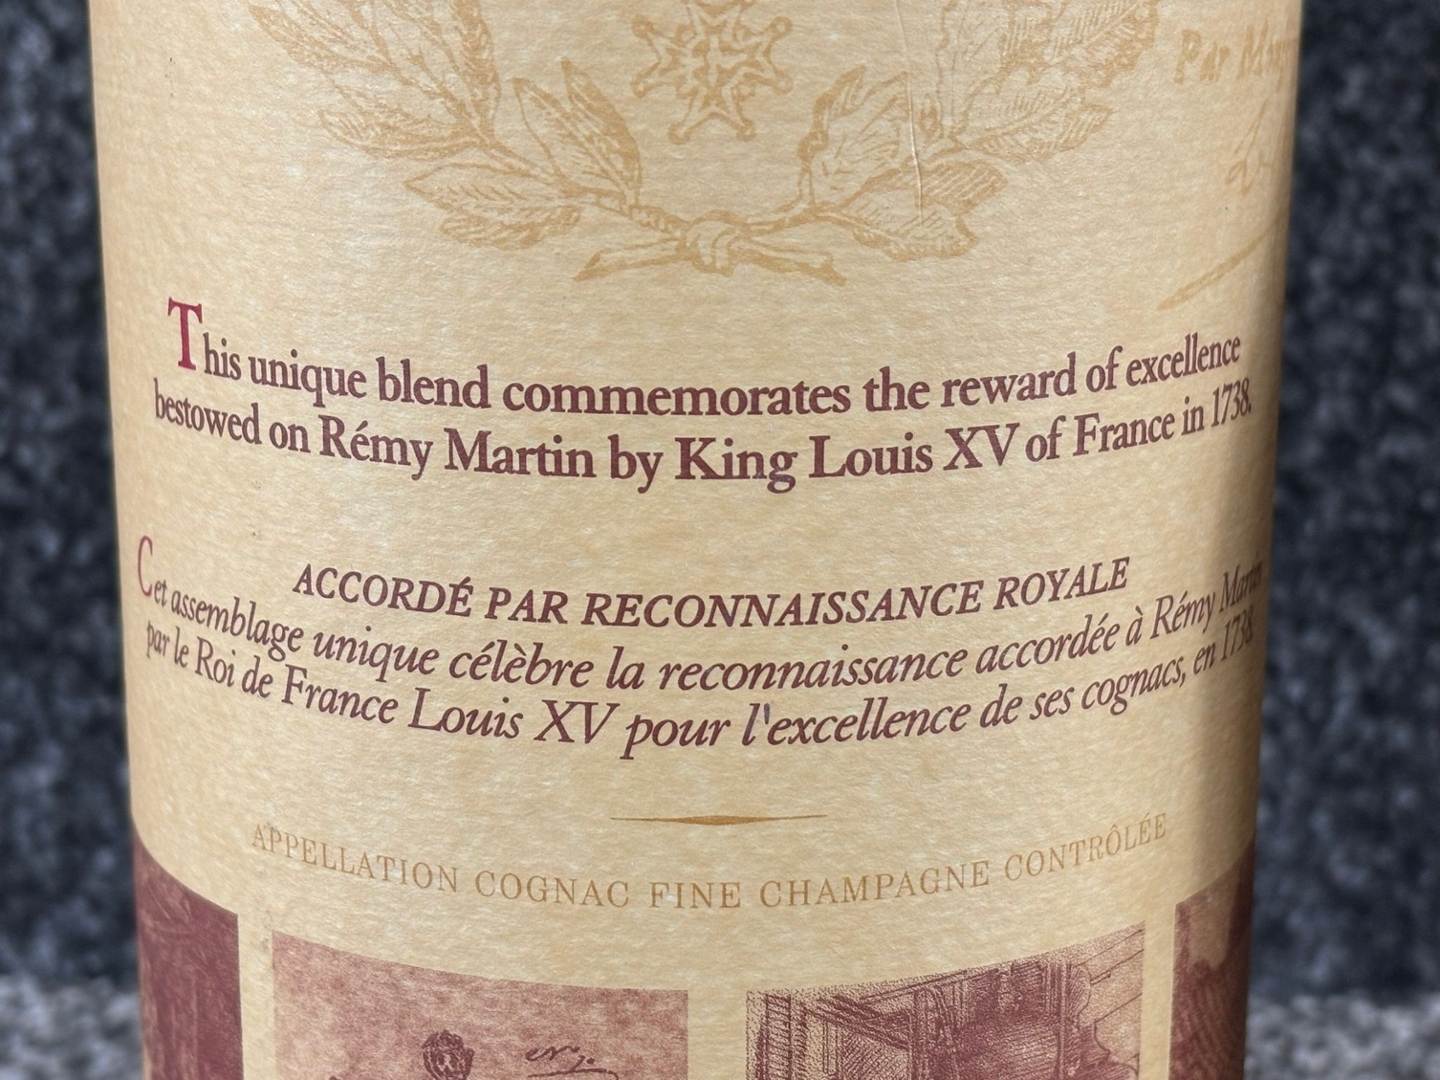 Par
This unique blend commemorates the reward of excellence
bestowed on Rémy Martin by King Louis XV of France in 1738.
ACCORDÉ PAR RECONNAISSANCE ROYALE
Cet assemblage unique célèbre la reconnaissance accordée à Rémy Martin
par le Roi de France Louis XV pour l'excellence de ses cognacs, en 1738.
APPELLATION COGNAC FINE CHAMPAGNE CONTRÔLÉE